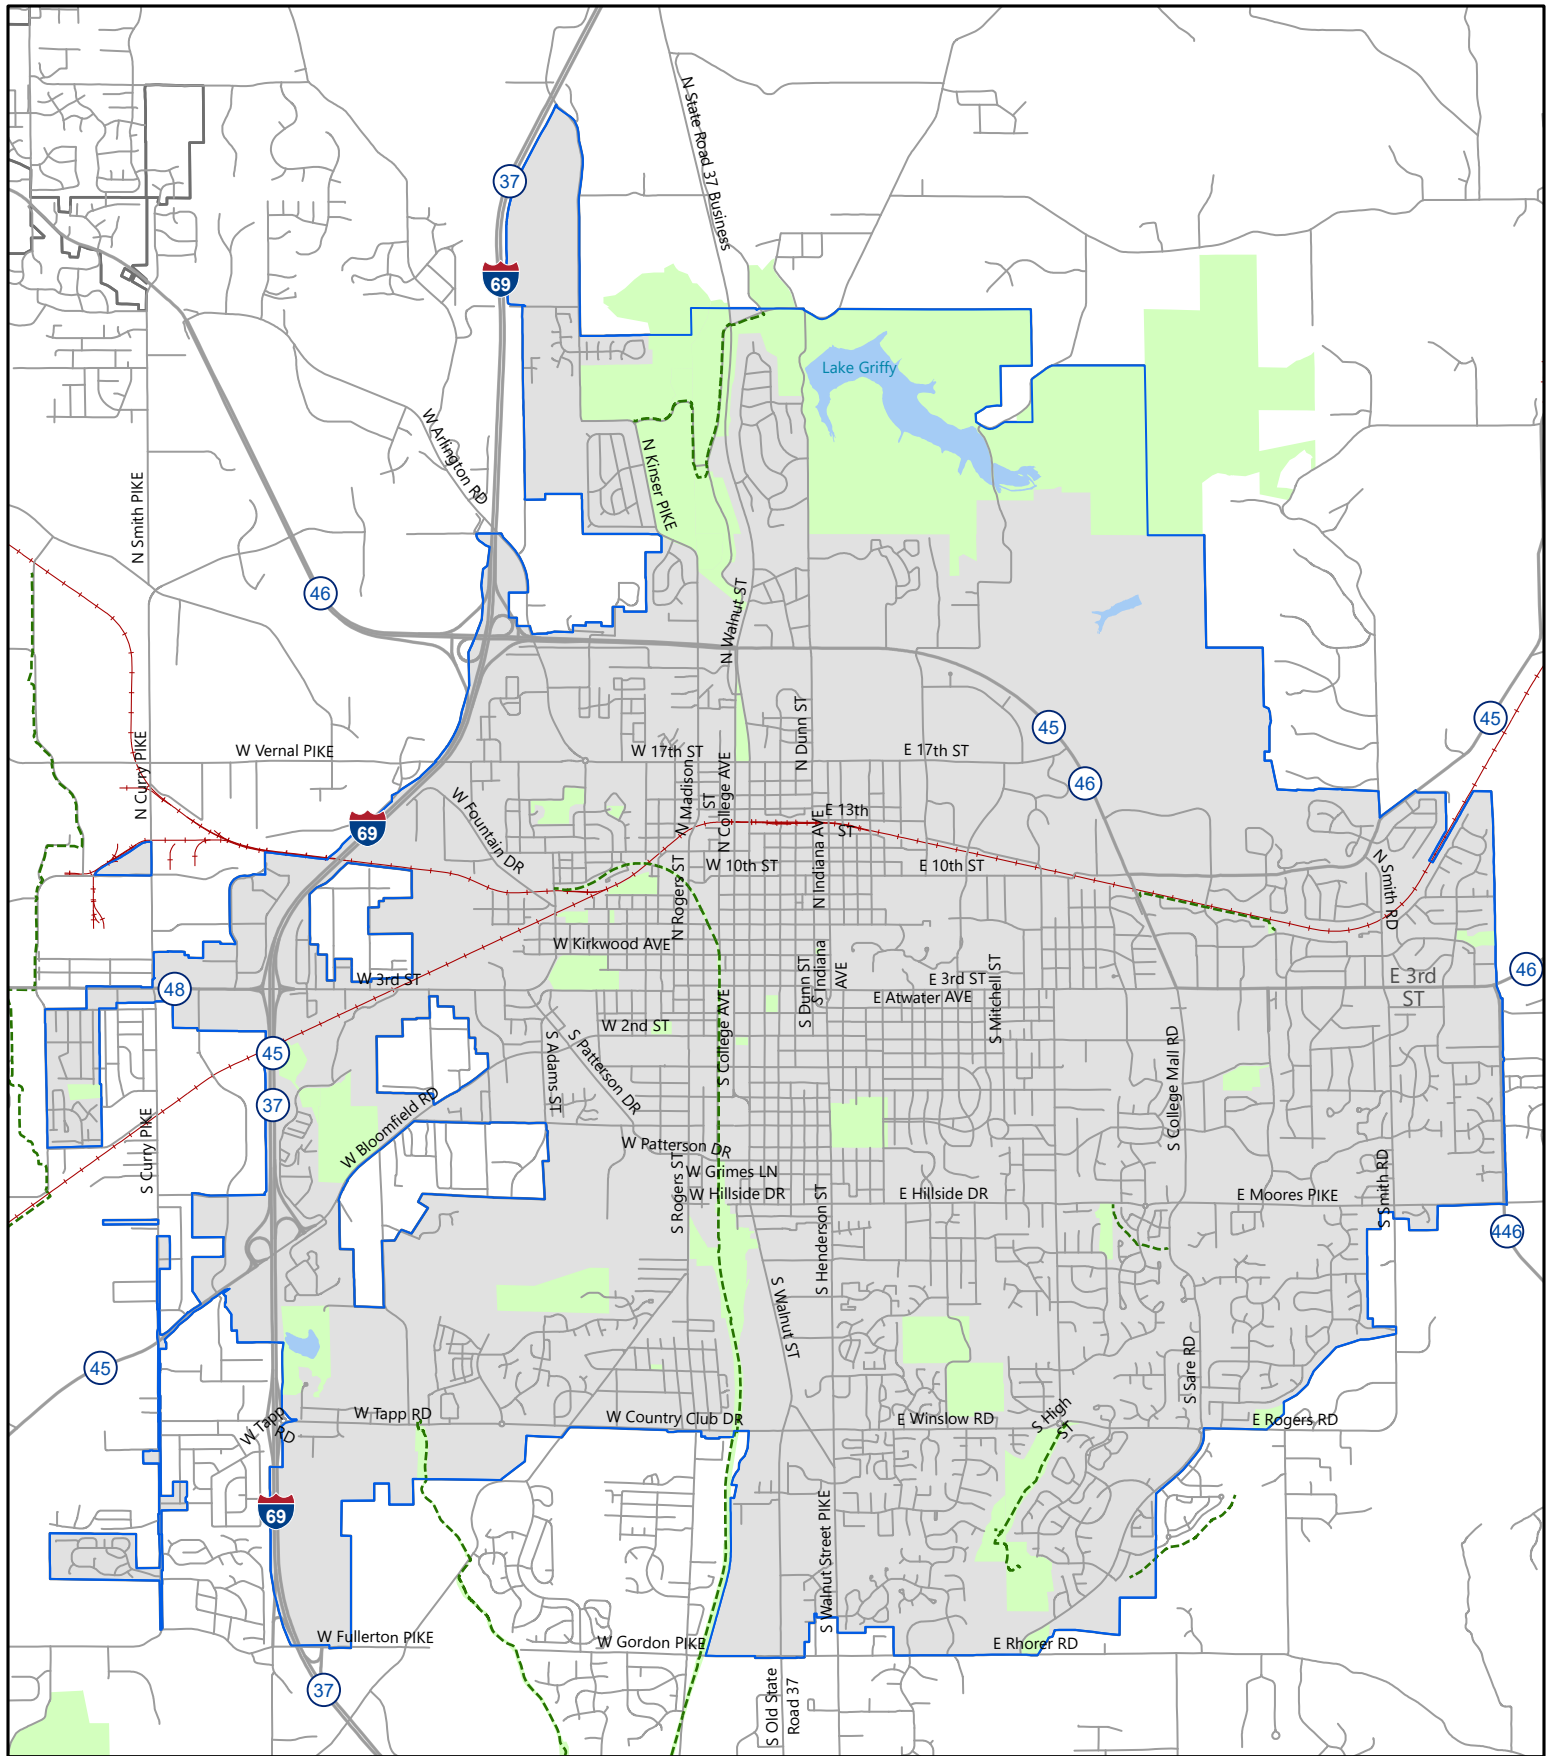 N State Road 37 Business
37
69
Lake Griffy
W Arlington RD
N Kinser PIKE
N Smith PIKE
46
N Walnut ST
N Dunn ST
45
45
N Curry PIKE
W Vernal PIKE
W 17th ST
E 17th ST
46
N Madison
ST
N College AVE
W Fountain DR
69
E 13th
ST
N Indiana AVE
W 10th ST
E 10th ST
N Smith RD
N Rogers ST
W Kirkwood AVE
W 3rd ST
48
S Dunn ST
S Indiana
AVE
E 3rd ST
E Atwater AVE
S Mitchell ST
E 3rd
ST
46
W 2nd ST
S College AVE
S Adams ST
S Patterson DR
45
37
S College Mall RD
W Bloomfield RD
S Curry PIKE
W Patterson DR
W Grimes LN
W Hillside DR
S Rogers ST
S Henderson ST
E Hillside DR
E Moores PIKE
S Smith RD
446
S Walnut ST
45
S Sare RD
W Tapp
RD
W Tapp RD
W Country Club DR
E Winslow RD
S High
ST
E Rogers RD
69
S Walnut Street PIKE
W Fullerton PIKE
W Gordon PIKE
E Rhorer RD
37
S Old State
Road 37